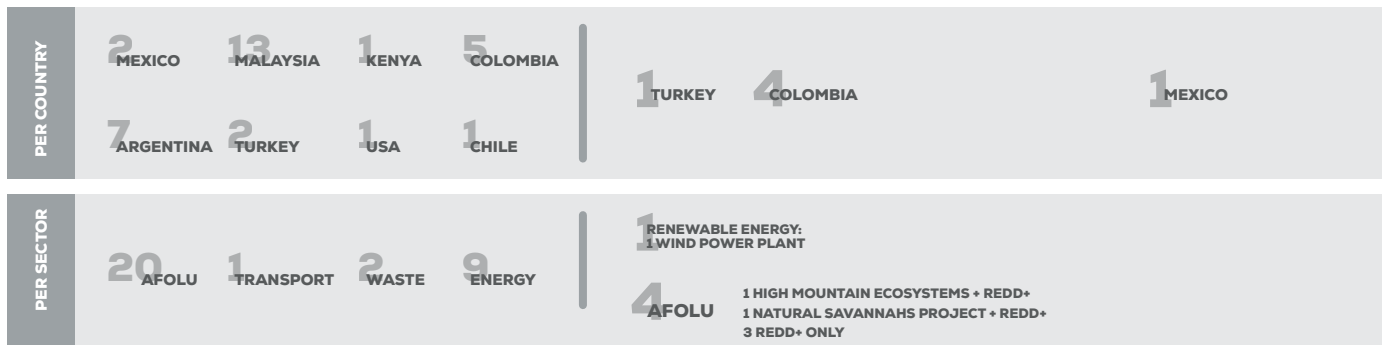 PER COUNTRY
2 MEXICO 13 MALAYSIA 1 KENYA 5 COLOMBIA
7 ARGENTINA 2 TURKEY 1 USA 1 CHILE
1 TURKEY 4 COLOMBIA 1 MEXICO
PER SECTOR
20 AFOLU 1 TRANSPORT 2 WASTE 9 ENERGY
1 RENEWABLE ENERGY:
1 WIND POWER PLANT
4 AFOLU
1 HIGH MOUNTAIN ECOSYSTEMS + REDD+
1 NATURAL SAVANNAHS PROJECT + REDD+
3 REDD+ ONLY